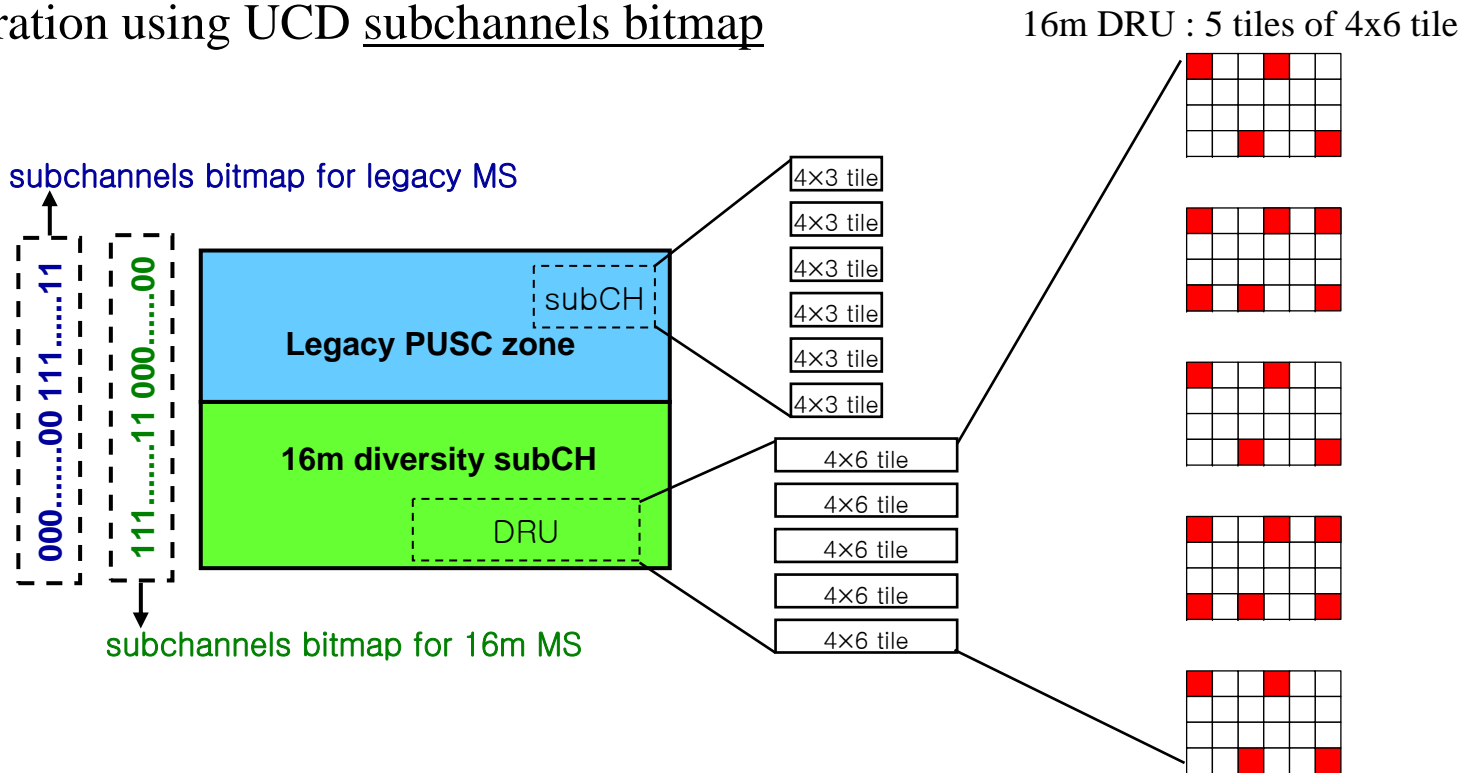 ration using UCD subchannels bitmap
16m DRU : 5 tiles of 4x6 tile
subchannels bitmap for legacy MS
000.......00 111......11
111.......11 000......00
Legacy PUSC zone
subCH
16m diversity subCH
DRU
4×3 tile
4×3 tile
4×3 tile
4×3 tile
4×3 tile
4×3 tile
4×6 tile
4×6 tile
4×6 tile
4×6 tile
4×6 tile
subchannels bitmap for 16m MS